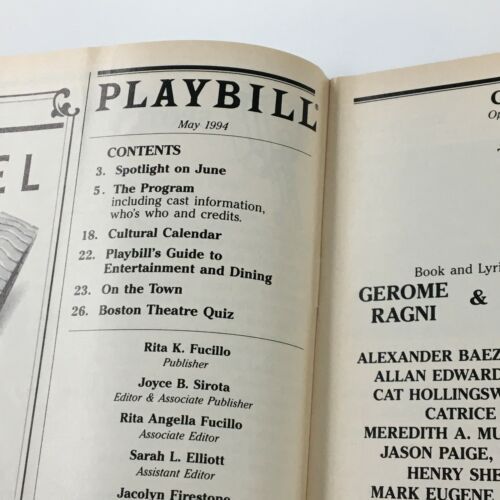 EL
PLAYBILL®
May 1994
CONTENTS
3. Spotlight on June
5. The Program
including cast information,
who's who and credits.
18. Cultural Calendar
22. Playbill's Guide to
Entertainment and Dining
23. On the Town
26. Boston Theatre Quiz
Rita K. Fucillo
Publisher
Joyce B. Sirota
Editor & Associate Publisher
Rita Angella Fucillo
Associate Editor
Sarah L. Elliott
Assistant Editor
Jacolyn Firestone
Book and Lyri
GEROME &
RAGNI
ALEXANDER BAEZ
ALLAN EDWARD
CAT HOLLINGSW
CATRICE
MEREDITH A. MU
JASON PAIGE,
HENRY SHE
MARK EUGENE